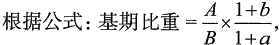 根据公式：基期比重 = A/B × (1+b)/(1+a),